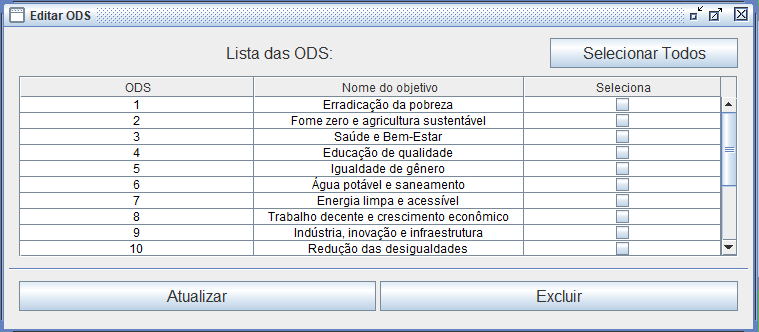 Editar ODS
Lista das ODS:
Selecionar Todos
ODS Nome do objetivo Seleciona
1 Erradicação da pobreza
2 Fome zero e agricultura sustentável
3 Saúde e Bem-Estar
4 Educação de qualidade
5 Igualdade de gênero
6 Água potável e saneamento
7 Energia limpa e acessível
8 Trabalho decente e crescimento econômico
9 Indústria, inovação e infraestrutura
10 Redução das desigualdades
Atualizar
Excluir